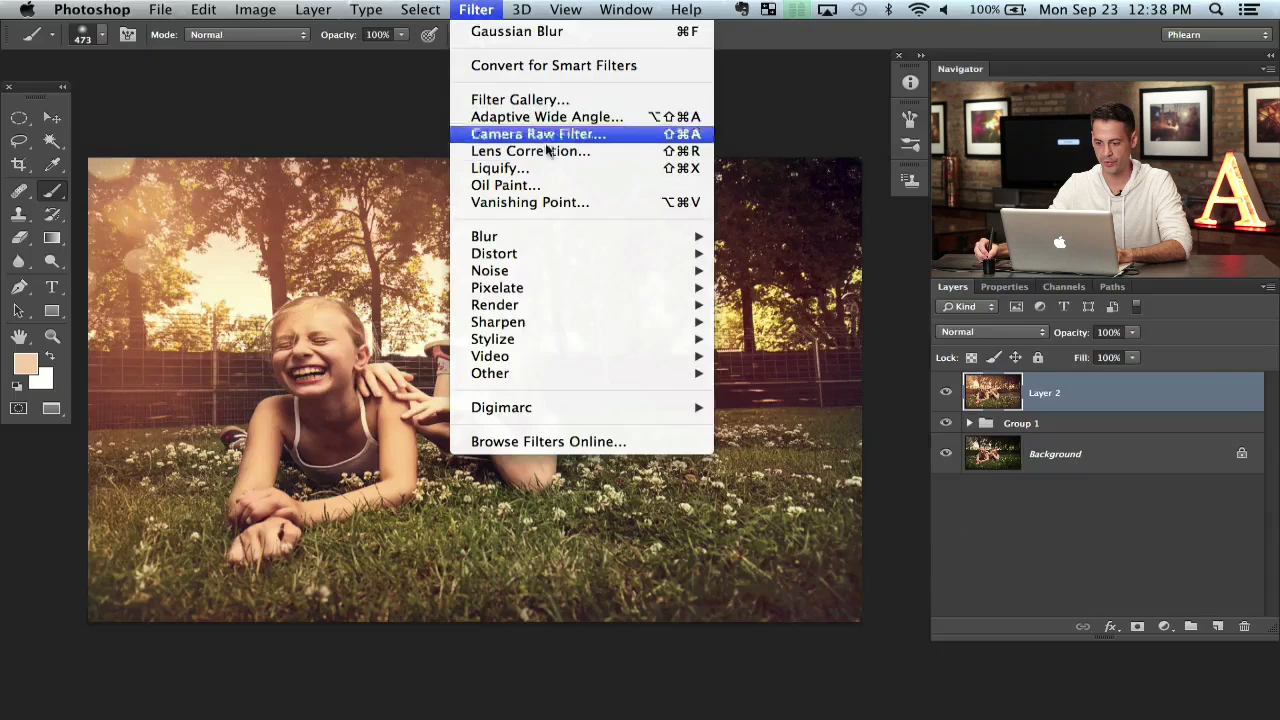 Photoshop File Edit Image Layer Type Select Filter 3D View Window Help 100% Mon Sep 23 12:38 PM
473 Mode: Normal Opacity: 100% Phlearn
Gaussian Blur ⌘F
Convert for Smart Filters
Filter Gallery...
Adaptive Wide Angle... ⌥⇧⌘A
Camera Raw Filter... ⇧⌘A
Lens Correction... ⇧⌘R
Liquify... ⇧⌘X
Oil Paint...
Vanishing Point... ⌥⌘V
Blur
Distort
Noise
Pixelate
Render
Sharpen
Stylize
Video
Other
Digimarc
Browse Filters Online...
Navigator
A
Layers Properties Channels Paths
Kind
Normal Opacity: 100%
Lock: Fill: 100%
Layer 2
Group 1
Background